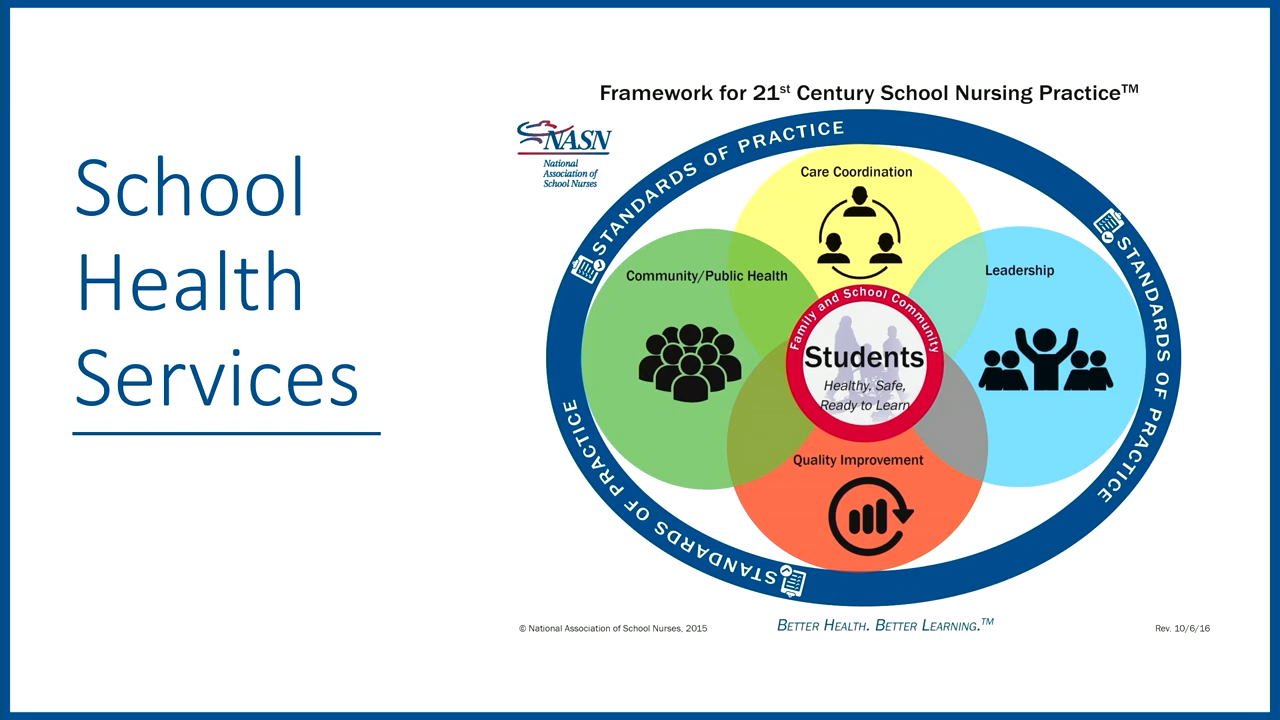 School
Health
Services
Framework for 21st Century School Nursing Practice™
NASN
National
Association of
School Nurses
STANDARDS OF PRACTICE
STANDARDS OF PRACTICE
STANDARDS OF PRACTICE
Care Coordination
Community/Public Health
Leadership
Family and School Community
Students
Healthy, Safe,
Ready to Learn
Quality Improvement
© National Association of School Nurses, 2015
BETTER HEALTH. BETTER LEARNING.™
Rev. 10/6/16